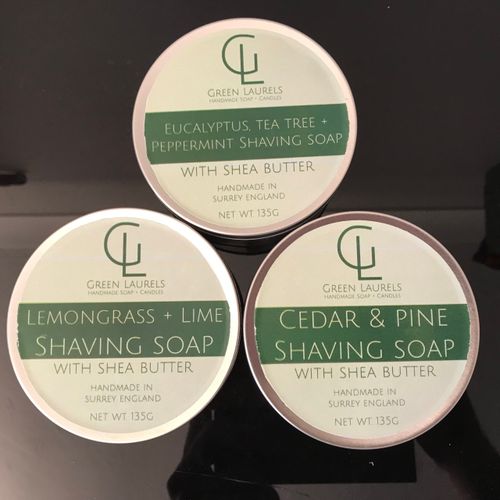 CL
GREEN LAURELS
HANDMADE SOAP + CANDLES
EUCALYPTUS, TEA TREE +
PEPPERMINT SHAVING SOAP
WITH SHEA BUTTER
HANDMADE IN
SURREY ENGLAND
NET WT. 135G
CL
GREEN LAURELS
HANDMADE SOAP + CANDLES
LEMONGRASS + LIME
SHAVING SOAP
WITH SHEA BUTTER
HANDMADE IN
SURREY ENGLAND
NET WT. 135G
CL
GREEN LAURELS
HANDMADE SOAP + CANDLES
CEDAR & PINE
SHAVING SOAP
WITH SHEA BUTTER
HANDMADE IN
SURREY ENGLAND
NET WT. 135G